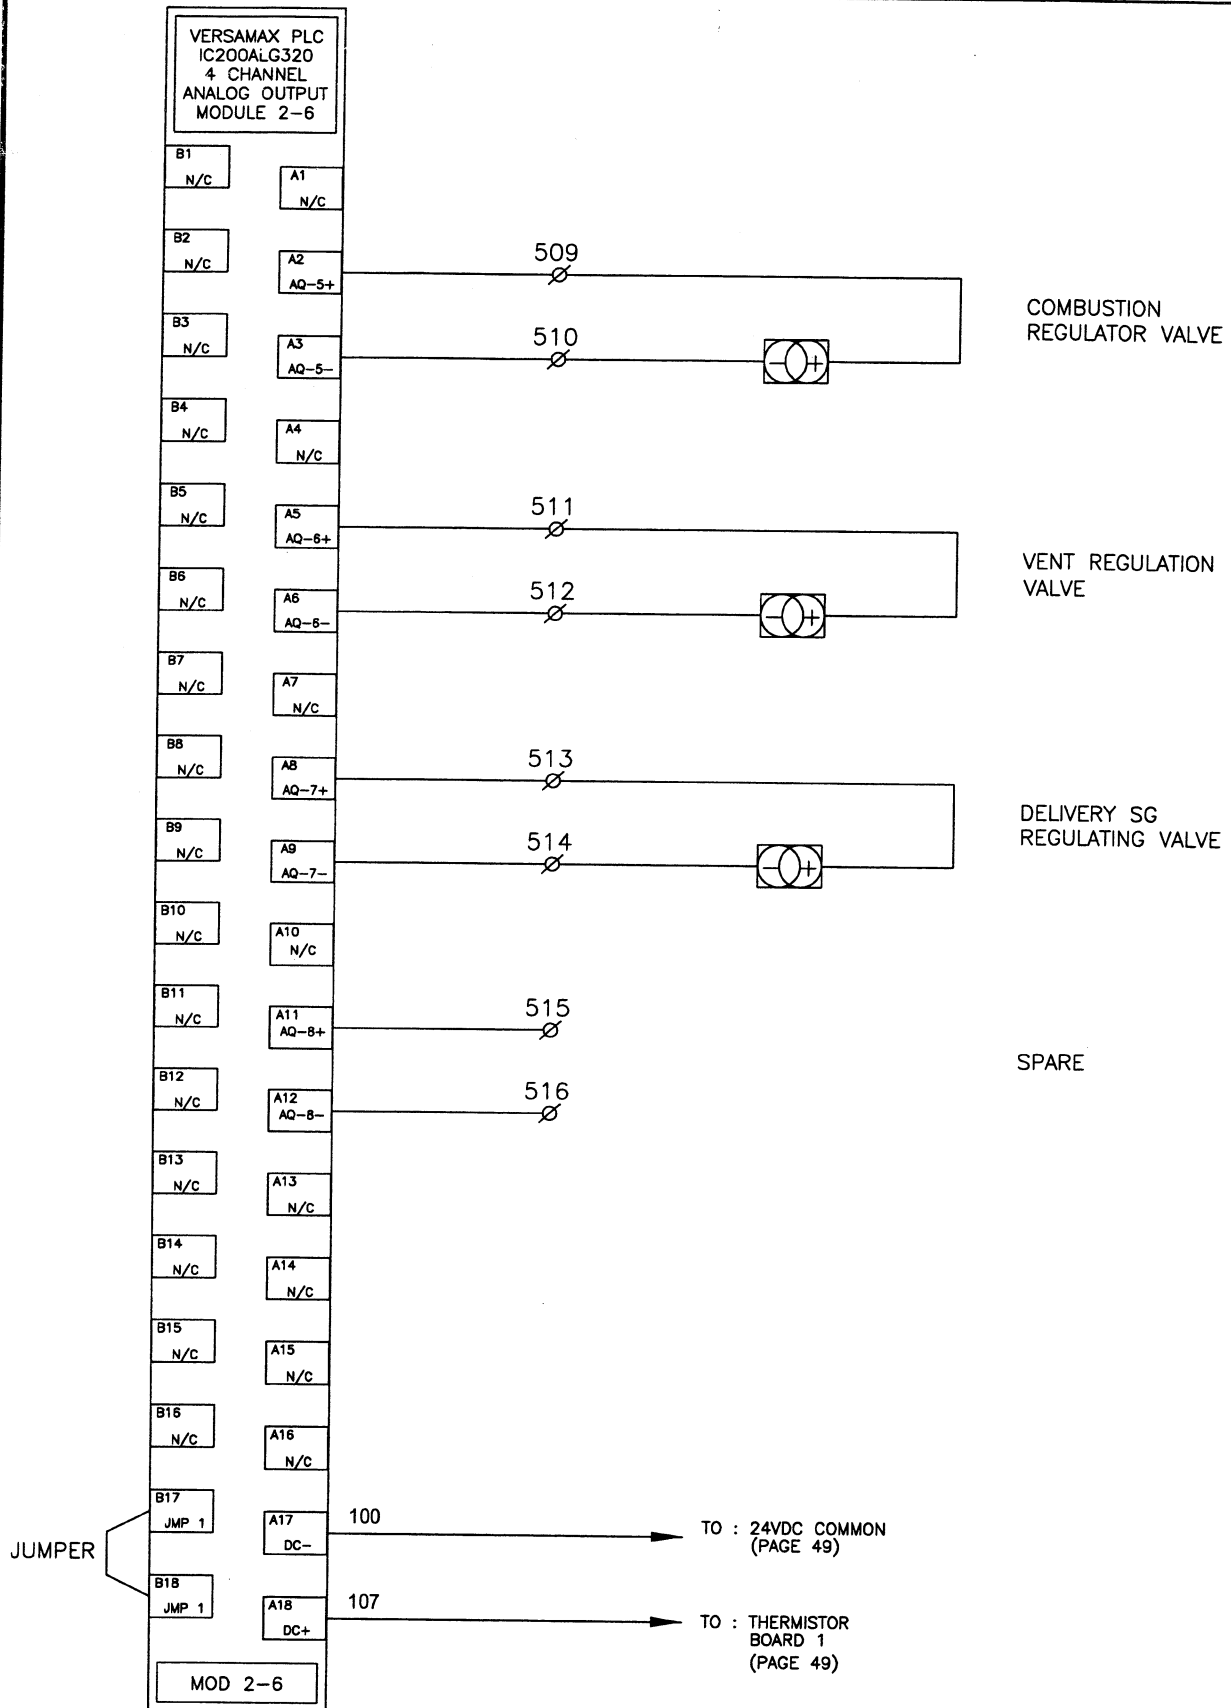 VERSAMAX PLC
IC200ALG320
4 CHANNEL
ANALOG OUTPUT
MODULE 2-6
B1
N/C
A1
N/C
B2
N/C
A2
AQ-5+
509
B3
N/C
A3
AQ-5-
510
- +
COMBUSTION
REGULATOR VALVE
B4
N/C
A4
N/C
B5
N/C
A5
AQ-6+
511
B6
N/C
A6
AQ-6-
512
- +
VENT REGULATION
VALVE
B7
N/C
A7
N/C
B8
N/C
A8
AQ-7+
513
B9
N/C
A9
AQ-7-
514
- +
DELIVERY SG
REGULATING VALVE
B10
N/C
A10
N/C
B11
N/C
A11
AQ-8+
515
B12
N/C
A12
AQ-8-
516
SPARE
B13
N/C
A13
N/C
B14
N/C
A14
N/C
B15
N/C
A15
N/C
B16
N/C
A16
N/C
B17
JMP 1
A17
DC-
100
TO : 24VDC COMMON
(PAGE 49)
JUMPER
B18
JMP 1
A18
DC+
107
TO : THERMISTOR
BOARD 1
(PAGE 49)
MOD 2-6